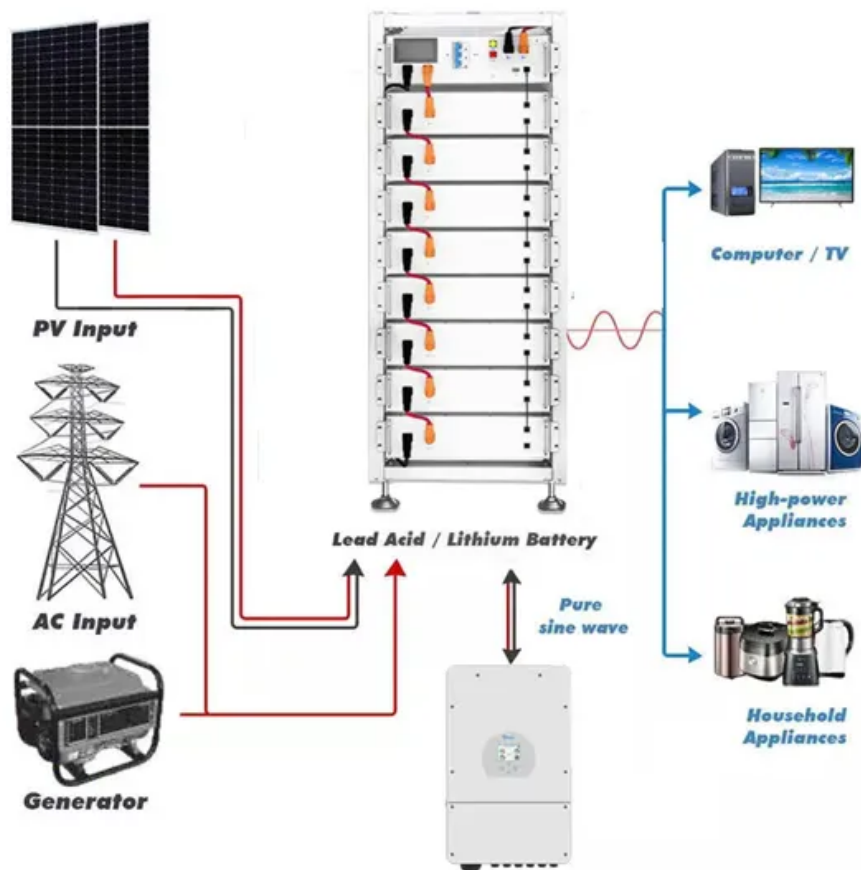 PV Input
AC Input
Generator
Lead Acid / Lithium Battery
Pure
sine wave
Computer / TV
High-power
Appliances
Household
Appliances